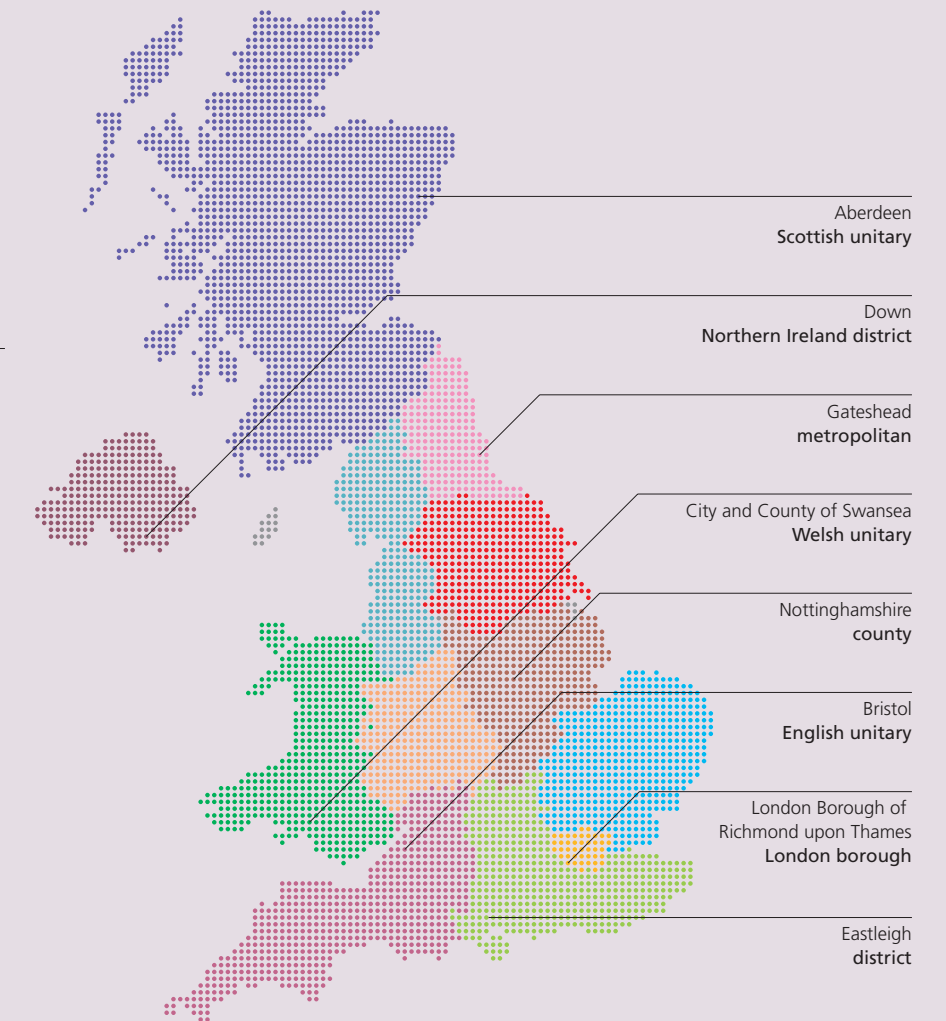 Aberdeen
Scottish unitary
Down
Northern Ireland district
Gateshead
metropolitan
City and County of Swansea
Welsh unitary
Nottinghamshire
county
Bristol
English unitary
London Borough of
Richmond upon Thames
London borough
Eastleigh
district